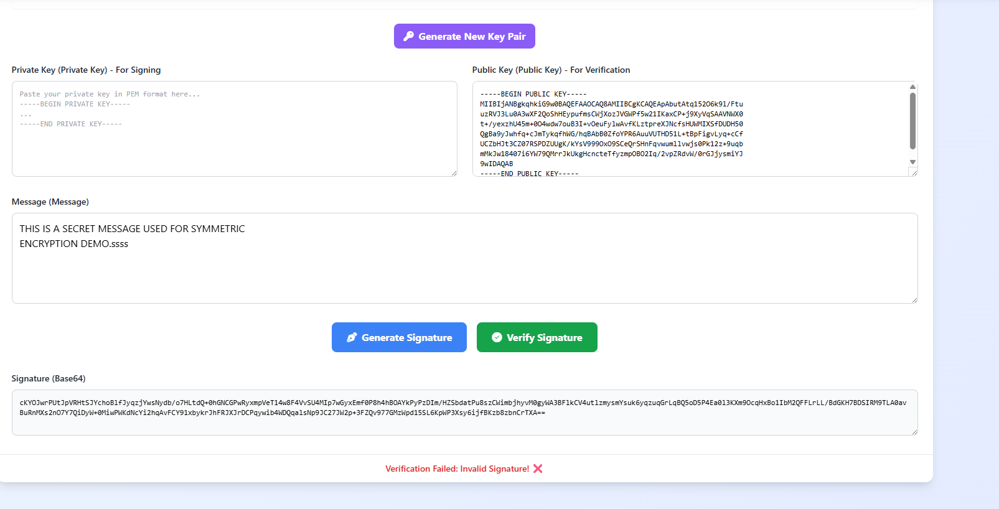 Generate New Key Pair
Private Key (Private Key) - For Signing
Public Key (Public Key) - For Verification
Paste your private key in PEM format here...
-----BEGIN PRIVATE KEY-----
...
-----END PRIVATE KEY-----
-----BEGIN PUBLIC KEY-----
MIIBIjANBgkqhkiG9w0BAQEFAAOCAQ8AMIIBCgKCAQEApAbutAtq152O6k9l/Ftu
uzRVJ3Lu0A3wXF2QoShHEypufmsCWjXozJVGWPf5w21IKaxCP+j9XyVqSAAVNWX0
t+/yexzhU45m+0O4wdw7ouB3I+vOeuFylwAvfKLztpreXJNcfsHUWMIXSfDUDH50
QgBa9yJwhfq+cJmTykqfhWG/hqBAbB0ZfoYPR6AuuVUTHD51L+tBpFigvLyq+cCf
UCZbHJt3CZ07RSPDZUUgK/kYsV999OxO9SCeQrSHnFqvwumllvwjs0Pk12z+9uqb
mMkJw18407i6YW79QMrrJkUkgHcncteTfyzmpOBO2Iq/2vpZRdvW/0rGJjysmiYJ
9wIDAQAB
-----END PUBLIC KEY-----
Message (Message)
THIS IS A SECRET MESSAGE USED FOR SYMMETRIC
ENCRYPTION DEMO.ssss
Generate Signature
Verify Signature
Signature (Base64)
cKYOJwrPUtJpVRHtSJYchoBlfJyqzjYwsNydb/o7HLtdQ+0hGNCGPwRyxmpVeT14w8F4VvSU4MIp7wGyxEmf0P8h4hBOAYkPyPzDIm/HZSbdatPu8szCWimbjhyvM0gyWA3BFlkCV4utlzmysmYsuk6yqzuqGrLqBQ5oD5P4Ea0l3KXm9OcqHxBo1IbM2QFFLrLL/BdGKH7BDSIRM9TLA0av
BuRnMXs2nO7Y7QiDyW+0MiwPWKdNcYi2hqAvFCY91xbykrJhFRJXJrDCPqywib4WDQqalsNp9JC27JW2p+3FZQv977GMzWpd15SL6KpWP3Xsy6ijfBKzb8zbnCrTXA==
Verification Failed: Invalid Signature! ❌